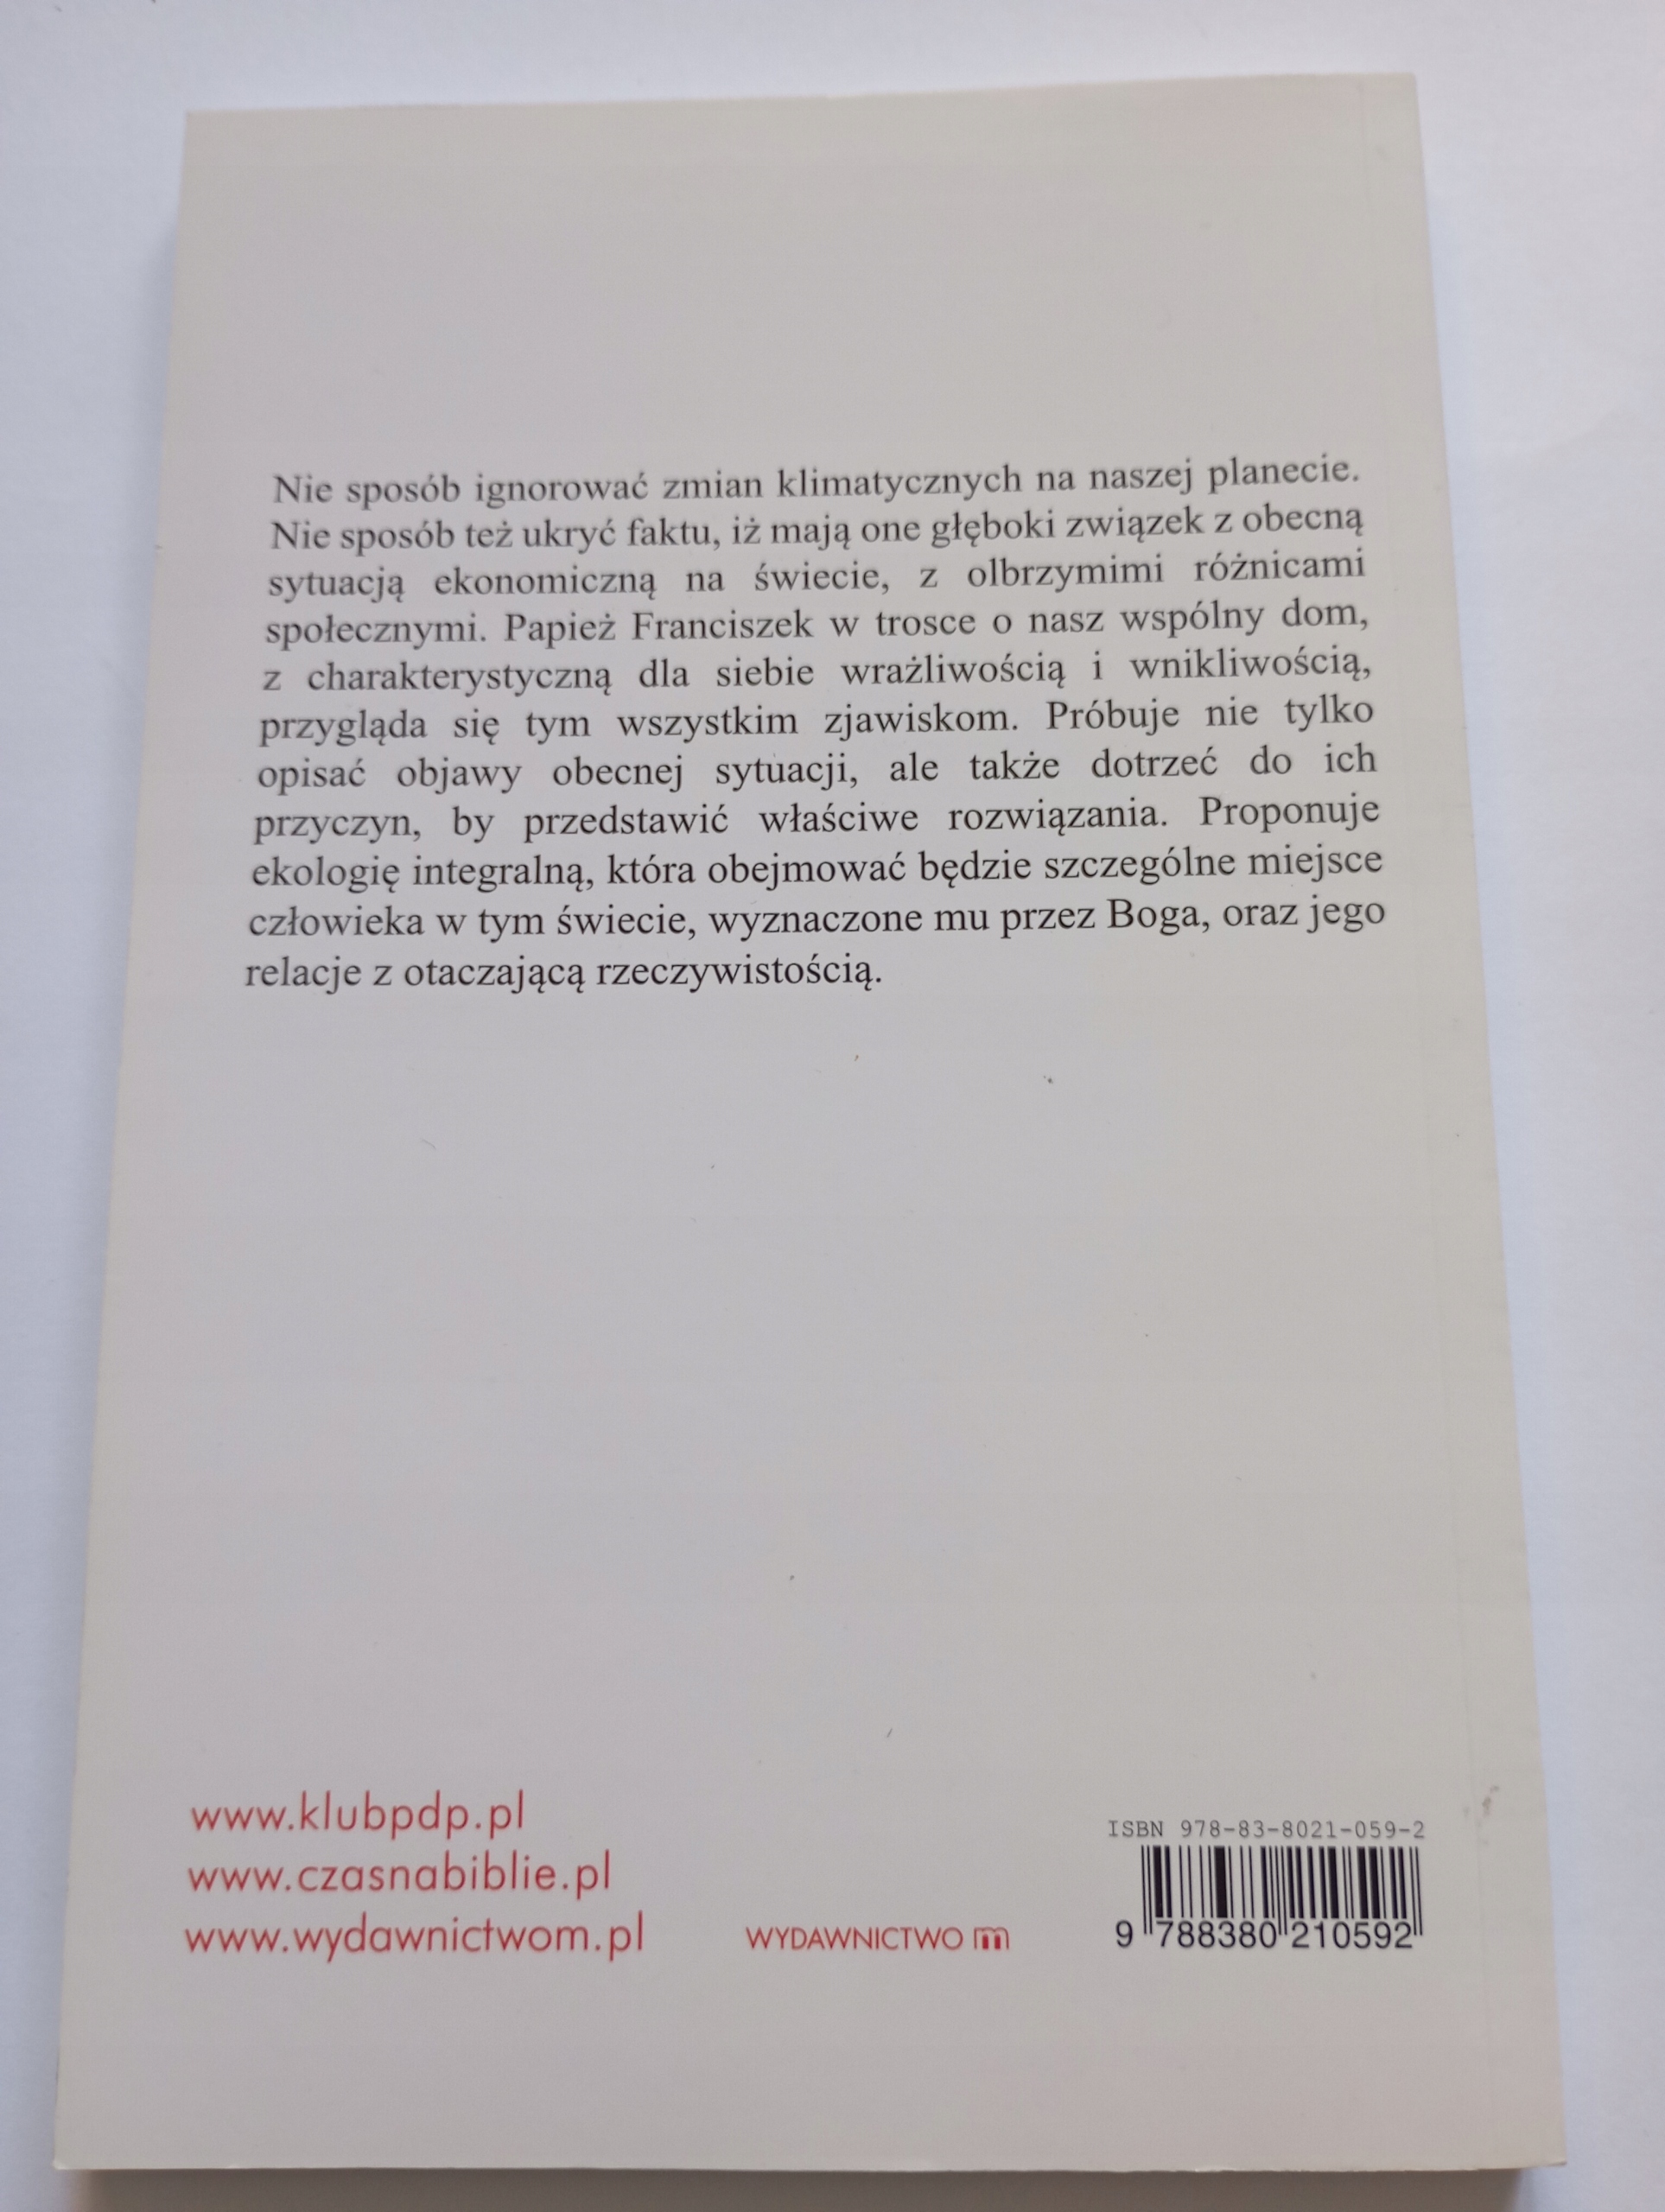 Nie sposób ignorować zmian klimatycznych na naszej planecie.
Nie sposób też ukryć faktu, iż mają one głęboki związek z obecną
sytuacją ekonomiczną na świecie, z olbrzymimi różnicami
społecznymi. Papież Franciszek w trosce o nasz wspólny dom,
z charakterystyczną dla siebie wrażliwością i wnikliwością,
przygląda się tym wszystkim zjawiskom. Próbuje nie tylko
opisać objawy obecnej sytuacji, ale także dotrzeć do ich
przyczyn, by przedstawić właściwe rozwiązania. Proponuje
ekologię integralną, która obejmować będzie szczególne miejsce
człowieka w tym świecie, wyznaczone mu przez Boga, oraz jego
relacje z otaczającą rzeczywistością.
www.klubpdp.pl
www.czasnabiblie.pl
www.wydawnictwom.pl
WYDAWNICTWO m
ISBN 978-83-8021-059-2
9 788380 210592